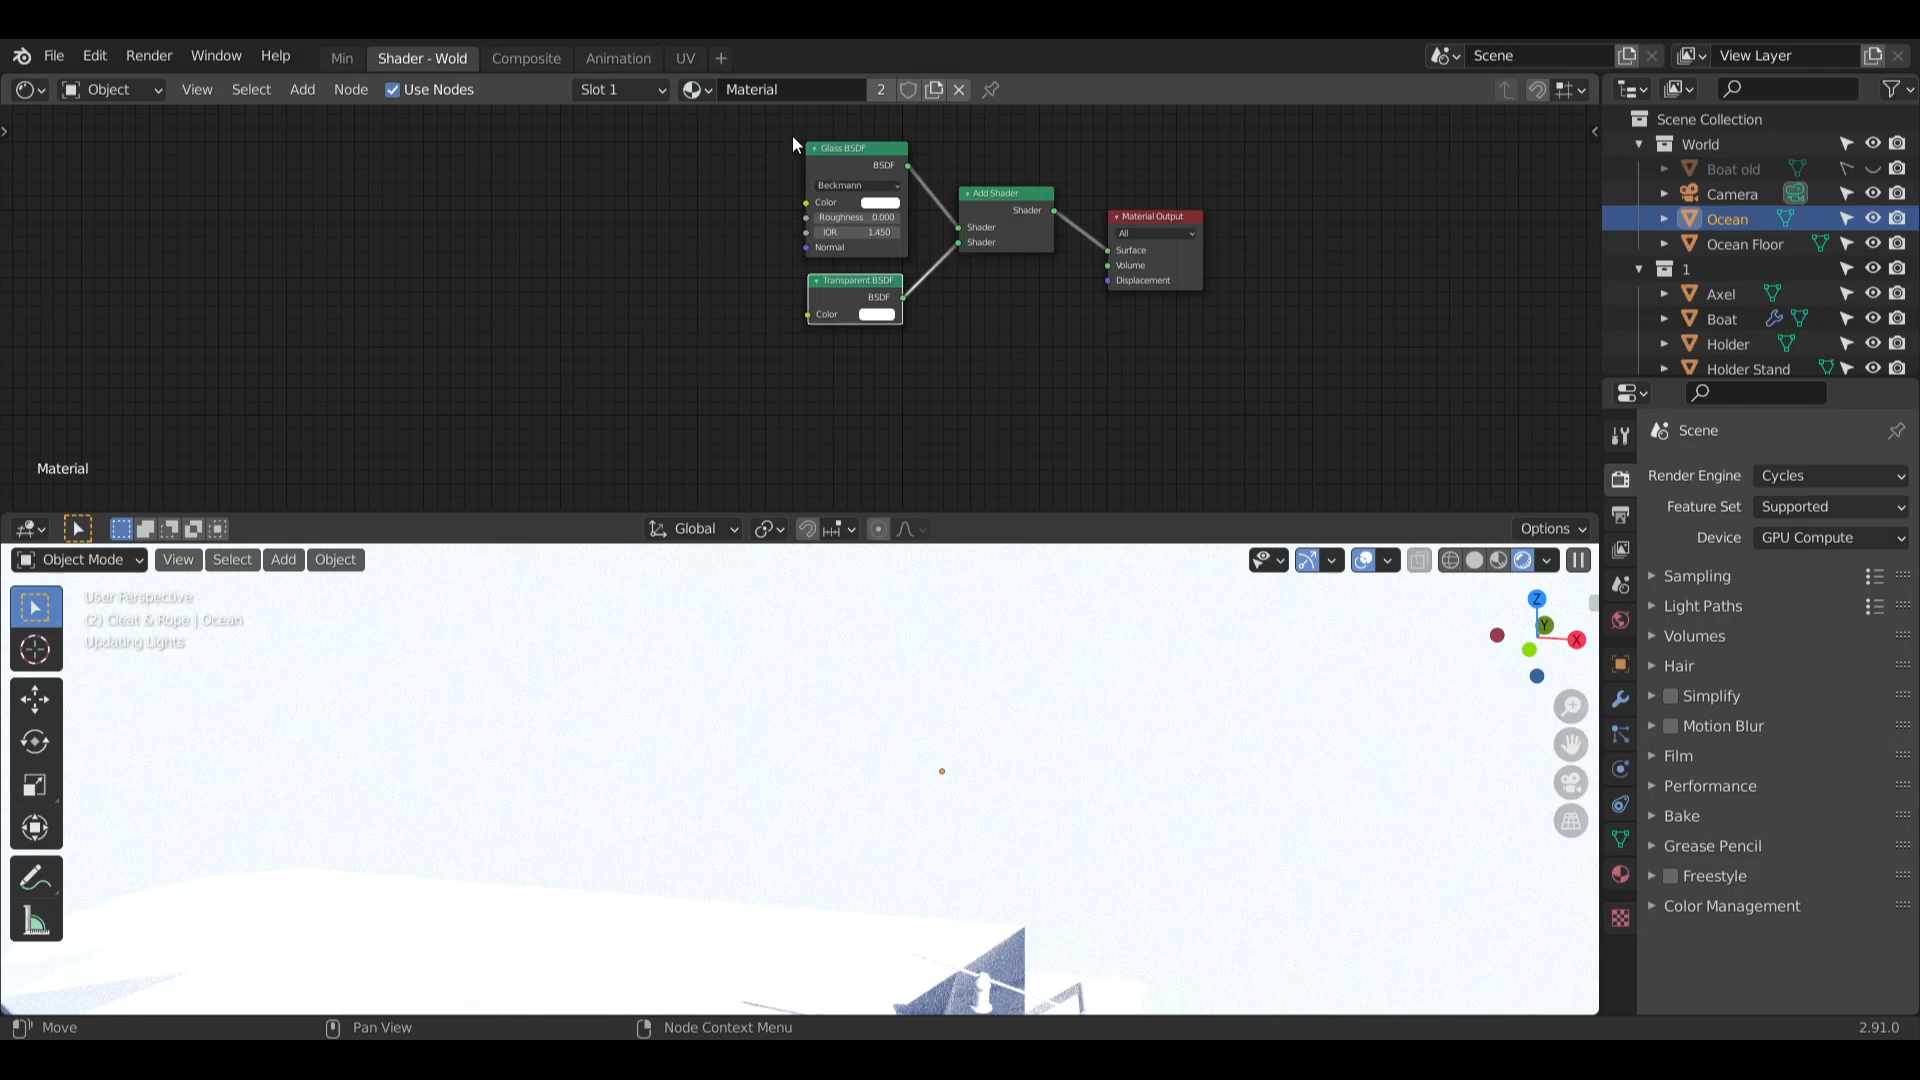 File Edit Render Window Help Min Shader - Wold Composite Animation UV Scene View Layer
Object View Select Add Node Use Nodes Slot 1 Material 2
Scene Collection
World
Boat old
Camera
Ocean
Ocean Floor
1
Axel
Boat
Holder
Holder Stand
Glass BSDF
BSDF
Beckmann
Color
Roughness 0.000
IOR 1.450
Normal
Transparent BSDF
BSDF
Color
Add Shader
Shader
Shader
Shader
Material Output
All
Surface
Volume
Displacement
Material
Global Options
Object Mode View Select Add Object
User Perspective
(2) Cleat & Rope | Ocean
Updating Lights
Z
Y
X
Scene
Render Engine Cycles
Feature Set Supported
Device GPU Compute
Sampling
Light Paths
Volumes
Hair
Simplify
Motion Blur
Film
Performance
Bake
Grease Pencil
Freestyle
Color Management
Move Pan View Node Context Menu 2.91.0